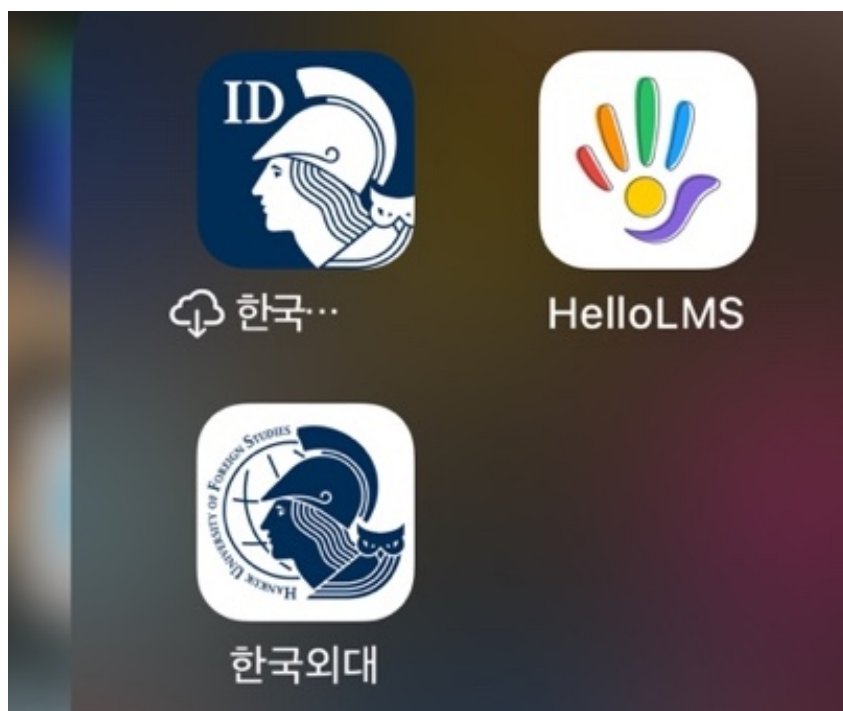 ID
한국… HelloLMS
HANKUK UNIVERSITY OF FOREIGN STUDIES
한국외대